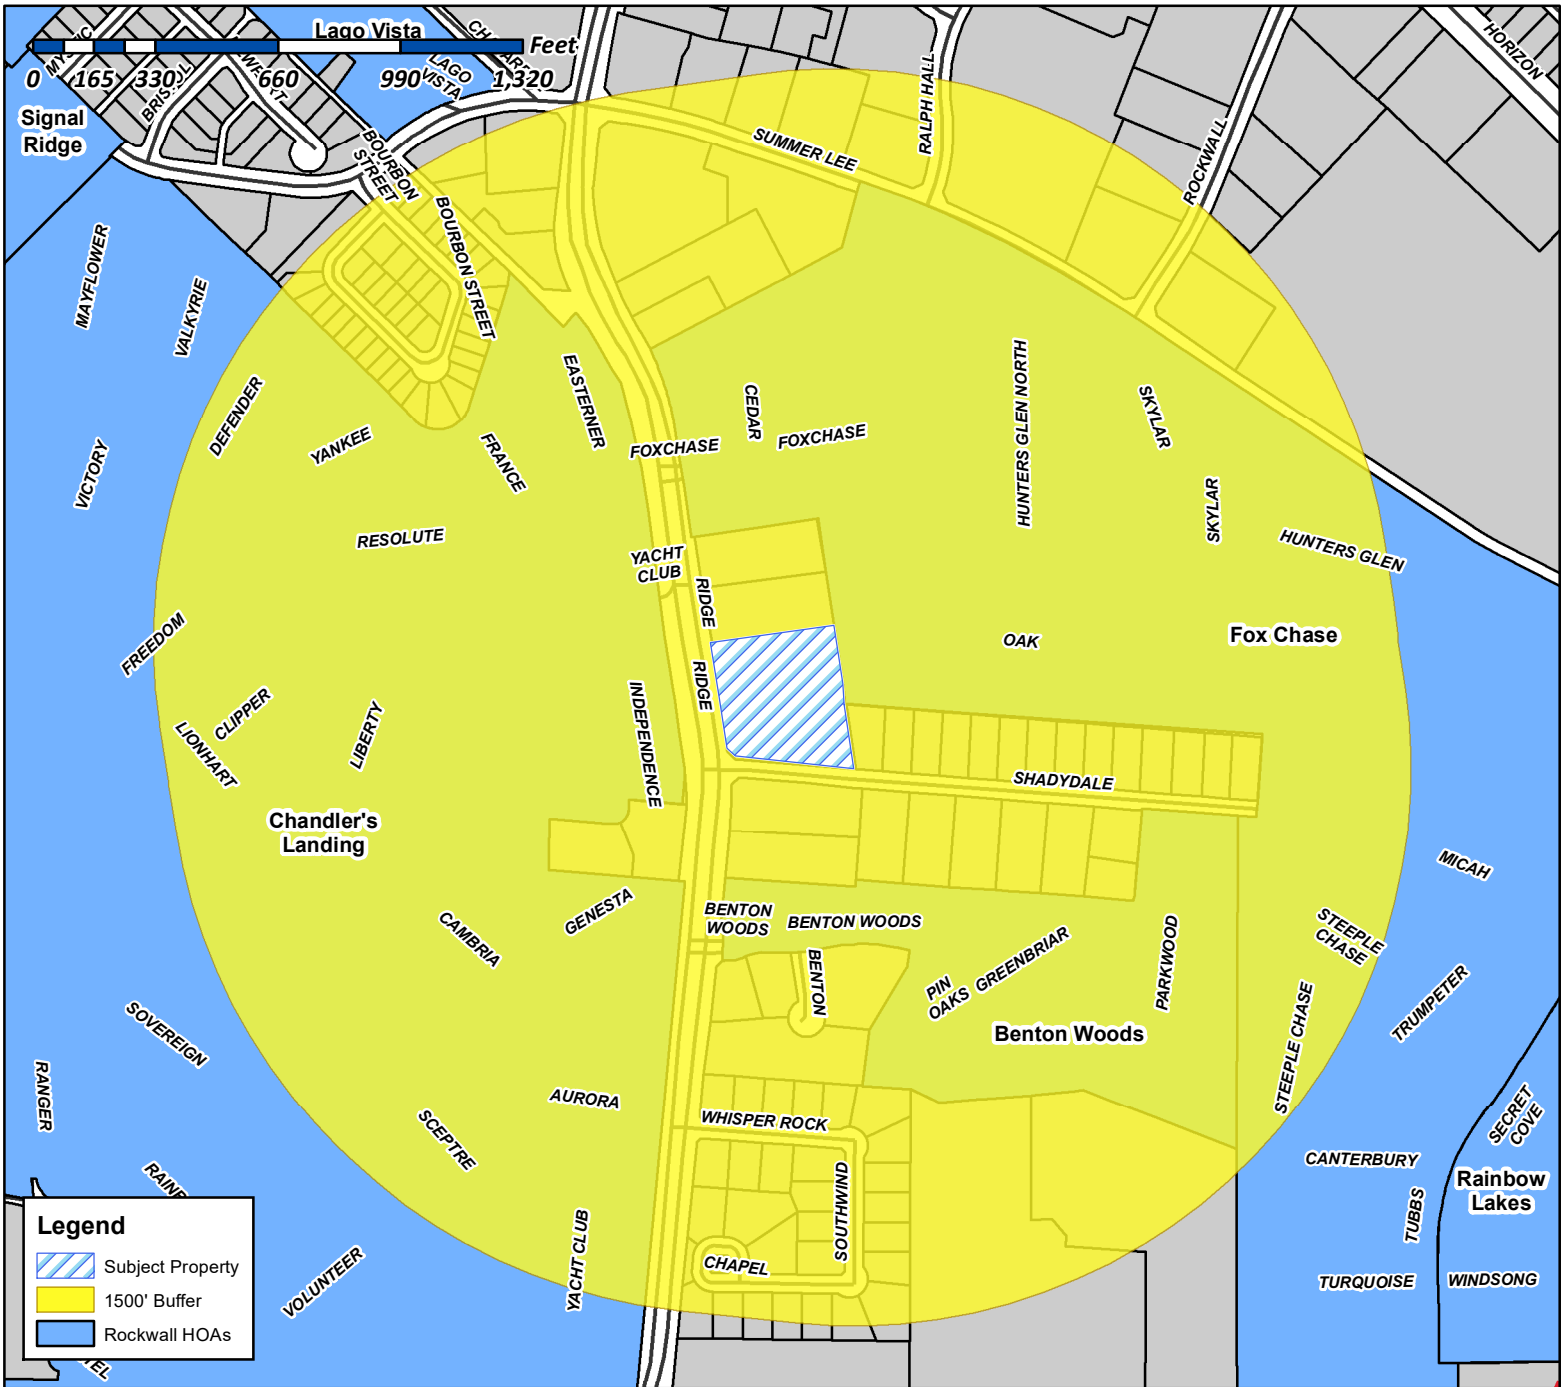 Lago Vista
Feet
0 165 330 660 990 1,320
HORIZON
BRISTOL
LAGO
VISTA
Signal
Ridge
BOURBON
STREET
SUMMER LEE
RALPH HALL
ROCKWALL
BOURBON STREET
MAYFLOWER
VALKYRIE
DEFENDER
YANKEE
VICTORY
FRANCE
EASTERNER
FOXCHASE
CEDAR
FOXCHASE
HUNTERS GLEN NORTH
SKYLAR
SKYLAR
HUNTERS GLEN
RESOLUTE
YACHT
CLUB
RIDGE
FREEDOM
OAK
Fox Chase
RIDGE
INDEPENDENCE
CLIPPER
LIONHART
LIBERTY
SHADYDALE
Chandler's
Landing
MICAH
GENESTA
CAMBRIA
BENTON
WOODS
BENTON WOODS
BENTON
PIN
OAKS
GREENBRIAR
PARKWOOD
STEEPLE
CHASE
TRUMPETER
Benton Woods
STEEPLE CHASE
SOVEREIGN
RANGER
AURORA
SCEPTRE
WHISPER ROCK
SECRET
COVE
CANTERBURY
Rainbow
Lakes
TUBBS
SOUTHWIND
YACHT CLUB
CHAPEL
VOLUNTEER
TURQUOISE
WINDSONG
Legend
Subject Property
1500' Buffer
Rockwall HOAs